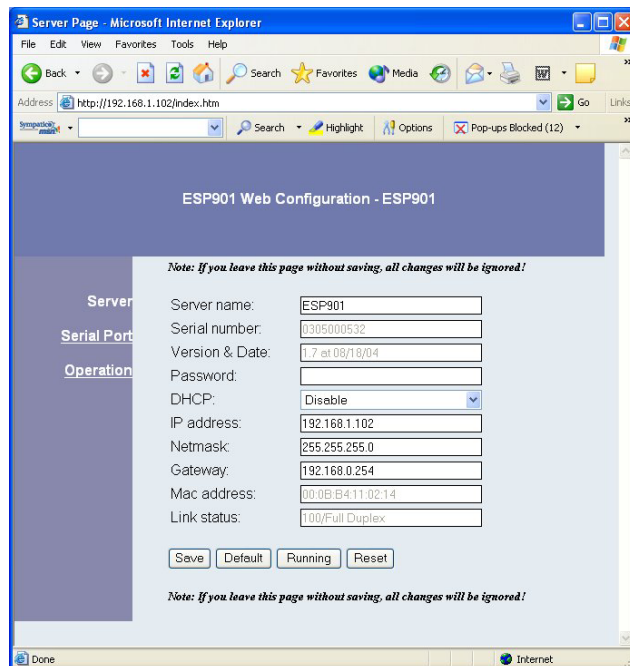 Server Page - Microsoft Internet Explorer
File Edit View Favorites Tools Help
Back Search Favorites Media
Address http://192.168.1.102/index.htm Go Links
Sympatico Search Highlight Options Pop-ups Blocked (12)
ESP901 Web Configuration - ESP901
Note: If you leave this page without saving, all changes will be ignored!
Server
Serial Port
Operation
Server name: ESP901
Serial number: 0305000532
Version & Date: 1.7 at 08/18/04
Password:
DHCP: Disable
IP address: 192.168.1.102
Netmask: 255.255.255.0
Gateway: 192.168.0.254
Mac address: 00:0B:B4:11:02:14
Link status: 100/Full Duplex
Save Default Running Reset
Note: If you leave this page without saving, all changes will be ignored!
Done Internet